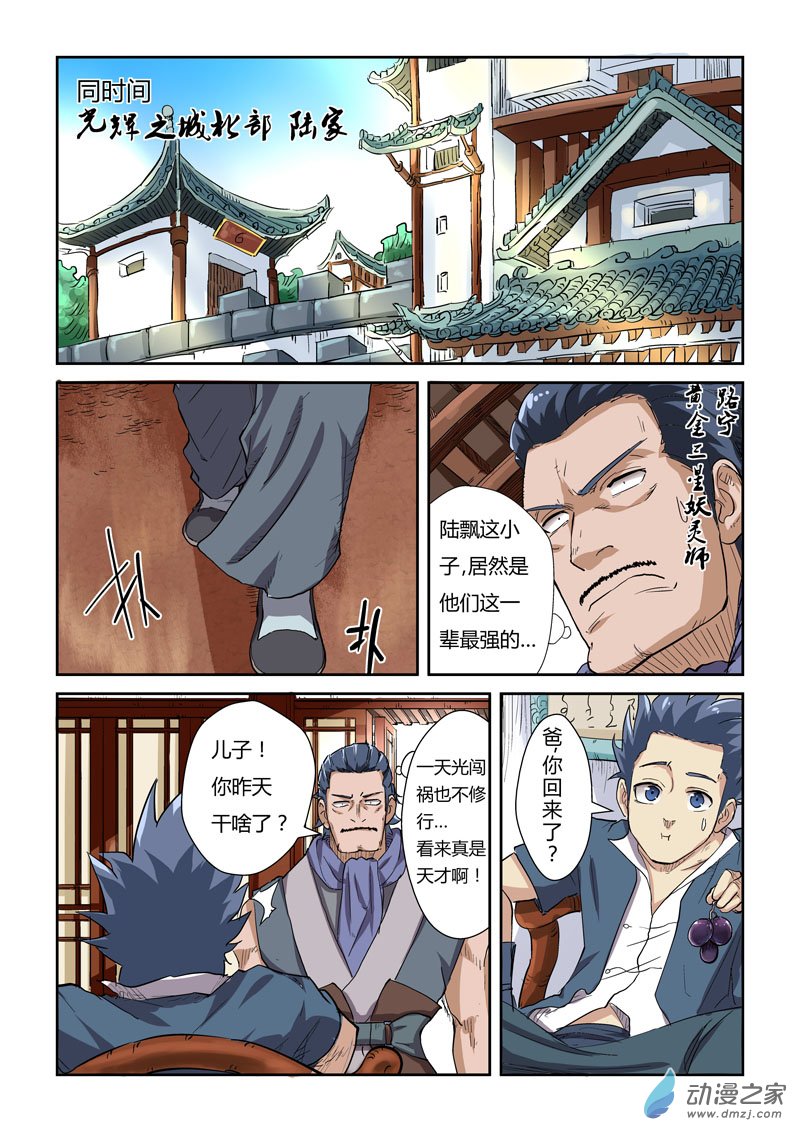 同时间
光辉之城北部 陆家
路宁
黄金三星妖灵师
陆飘这小
子,居然是
他们这一
辈最强的…
扑
扑
儿子！
你昨天
干啥了？
一天光闯
祸也不修
行…
看来真是
天才啊！
爸,你回来了？
动漫之家
www.dmzj.com